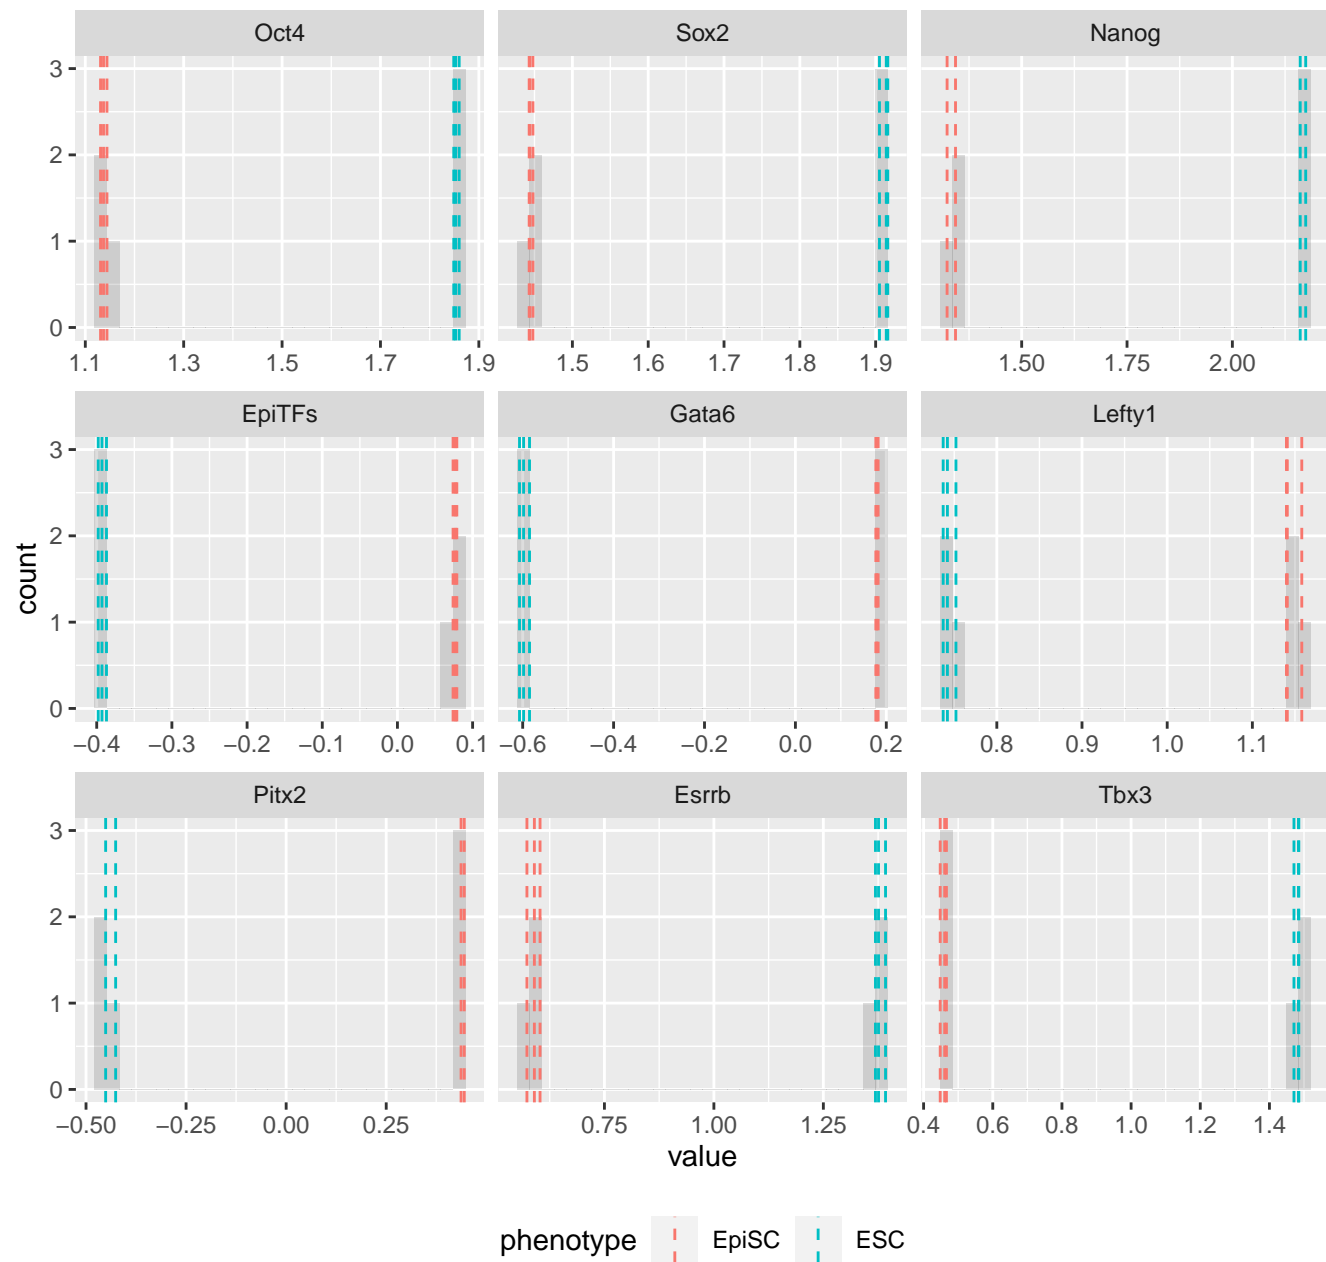 Oct4 Sox2 Nanog
3
2
1
0
1.1 1.3 1.5 1.7 1.9 1.5 1.6 1.7 1.8 1.9 1.50 1.75 2.00
EpiTFs Gata6 Lefty1
3
2
1
0
−0.4 −0.3 −0.2 −0.1 0.0 0.1 −0.6 −0.4 −0.2 0.0 0.2 0.8 0.9 1.0 1.1
count
Pitx2 Esrrb Tbx3
3
2
1
0
−0.50 −0.25 0.00 0.25 0.75 1.00 1.25 0.4 0.6 0.8 1.0 1.2 1.4
value
phenotype EpiSC ESC